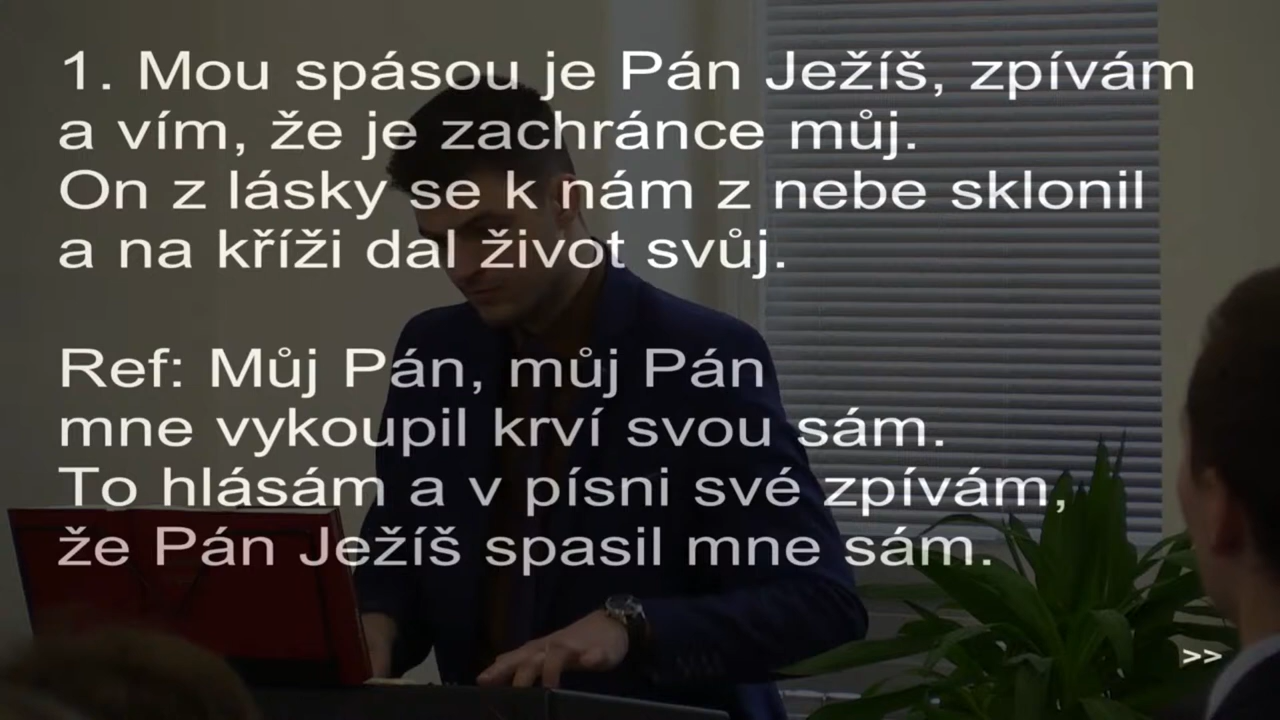 1. Mou spásou je Pán Ježíš, zpívám
a vím, že je zachránce můj.
On z lásky se k nám z nebe sklonil
a na kříži dal život svůj.
Ref: Můj Pán, můj Pán
mne vykoupil krví svou sám.
To hlásám a v písni své zpívám,
že Pán Ježíš spasil mne sám.
>>